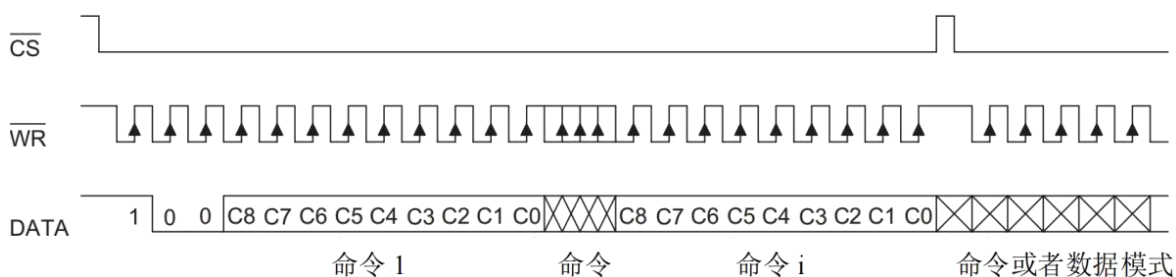 CS
WR
DATA 1 0 0 C8 C7 C6 C5 C4 C3 C2 C1 C0 C8 C7 C6 C5 C4 C3 C2 C1 C0
命令 1 命令 命令 i 命令或者数据模式